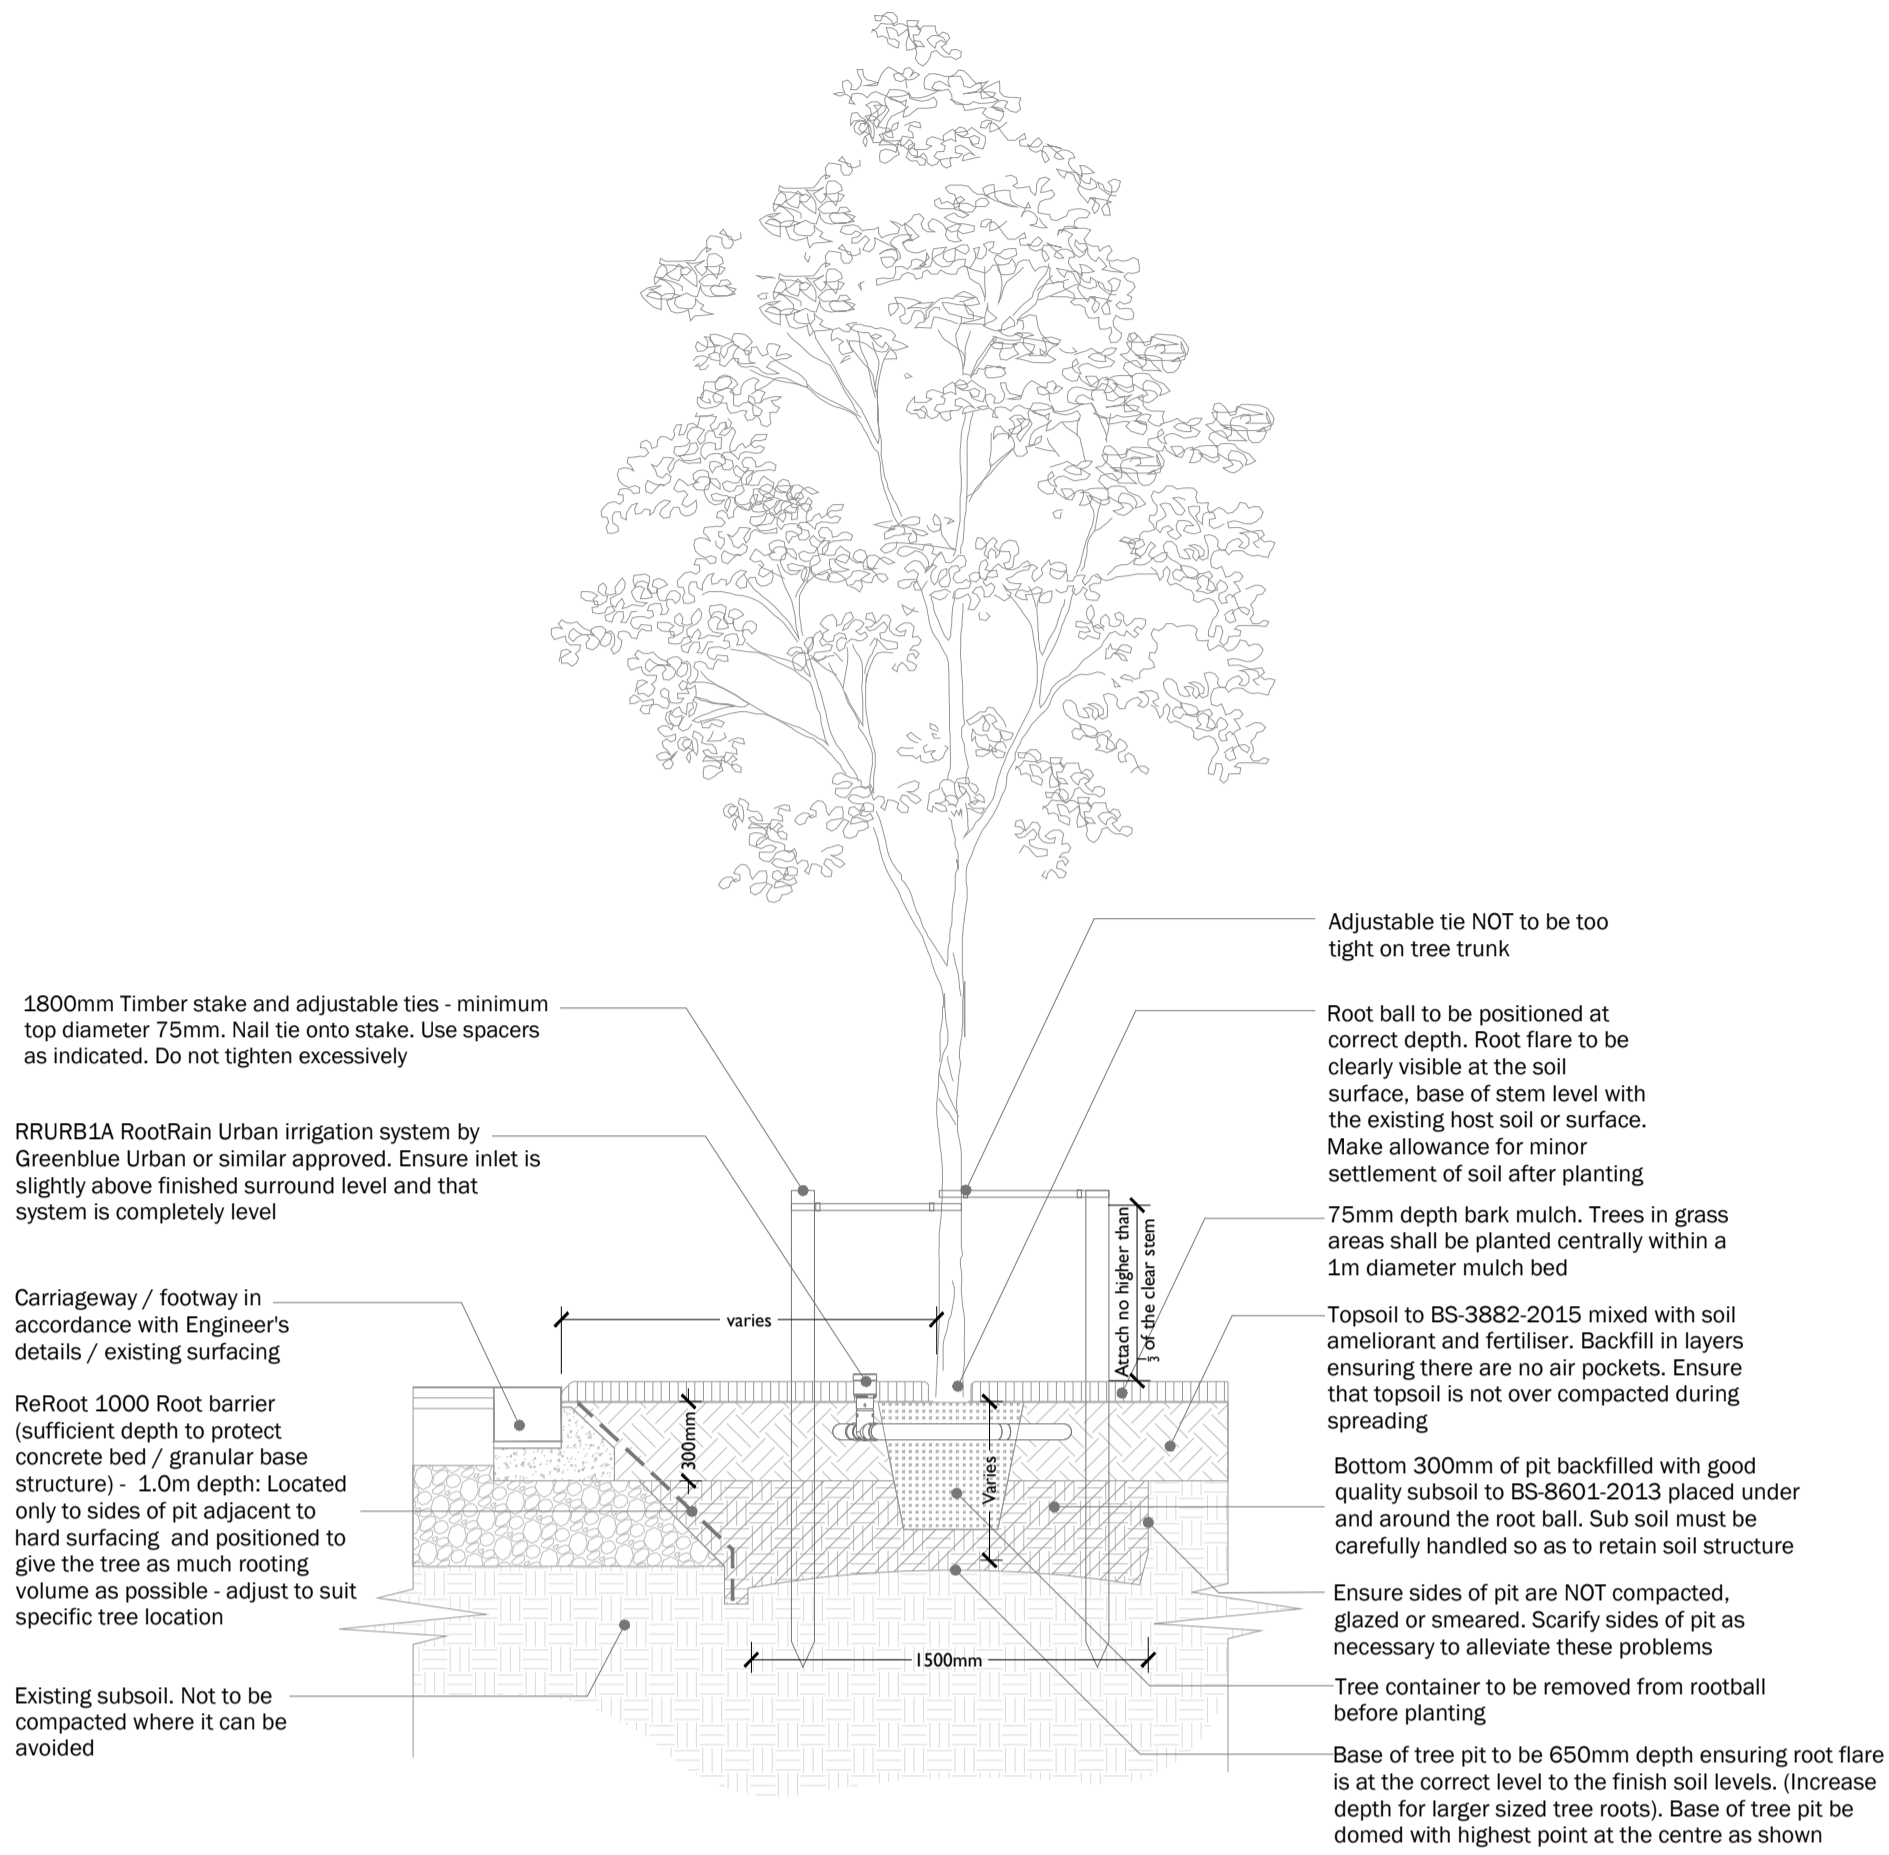 1800mm Timber stake and adjustable ties - minimum
top diameter 75mm. Nail tie onto stake. Use spacers
as indicated. Do not tighten excessively
RRURB1A RootRain Urban irrigation system by
Greenblue Urban or similar approved. Ensure inlet is
slightly above finished surround level and that
system is completely level
Carriageway / footway in
accordance with Engineer's
details / existing surfacing
ReRoot 1000 Root barrier
(sufficient depth to protect
concrete bed / granular base
structure) - 1.0m depth: Located
only to sides of pit adjacent to
hard surfacing and positioned to
give the tree as much rooting
volume as possible - adjust to suit
specific tree location
Existing subsoil. Not to be
compacted where it can be
avoided
varies
300mm
Varies
1500mm
Attach no higher than
1/3 of the clear stem
Adjustable tie NOT to be too
tight on tree trunk
Root ball to be positioned at
correct depth. Root flare to be
clearly visible at the soil
surface, base of stem level with
the existing host soil or surface.
Make allowance for minor
settlement of soil after planting
75mm depth bark mulch. Trees in grass
areas shall be planted centrally within a
1m diameter mulch bed
Topsoil to BS-3882-2015 mixed with soil
ameliorant and fertiliser. Backfill in layers
ensuring there are no air pockets. Ensure
that topsoil is not over compacted during
spreading
Bottom 300mm of pit backfilled with good
quality subsoil to BS-8601-2013 placed under
and around the root ball. Sub soil must be
carefully handled so as to retain soil structure
Ensure sides of pit are NOT compacted,
glazed or smeared. Scarify sides of pit as
necessary to alleviate these problems
Tree container to be removed from rootball
before planting
Base of tree pit to be 650mm depth ensuring root flare
is at the correct level to the finish soil levels. (Increase
depth for larger sized tree roots). Base of tree pit be
domed with highest point at the centre as shown